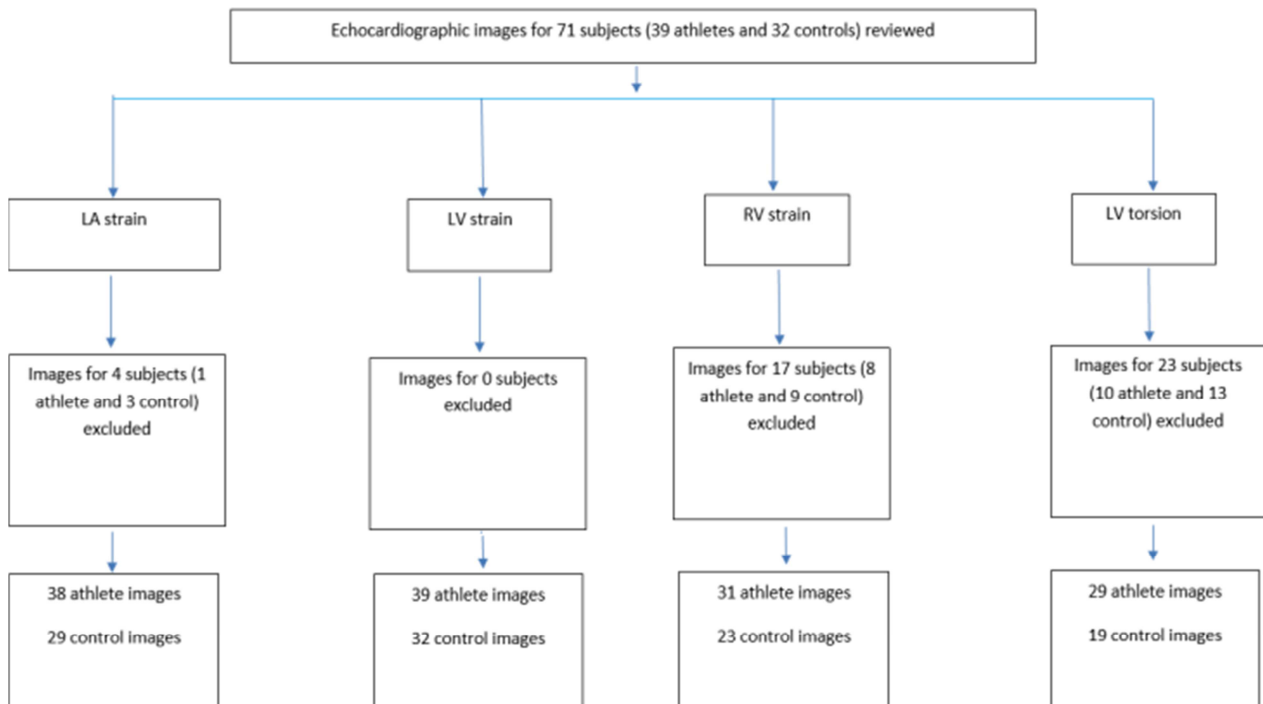 Echocardiographic images for 71 subjects (39 athletes and 32 controls) reviewed
LA strain
LV strain
RV strain
LV torsion
Images for 4 subjects (1
athlete and 3 control)
excluded
Images for 0 subjects
excluded
Images for 17 subjects (8
athlete and 9 control)
excluded
Images for 23 subjects
(10 athlete and 13
control) excluded
38 athlete images
29 control images
39 athlete images
32 control images
31 athlete images
23 control images
29 athlete images
19 control images